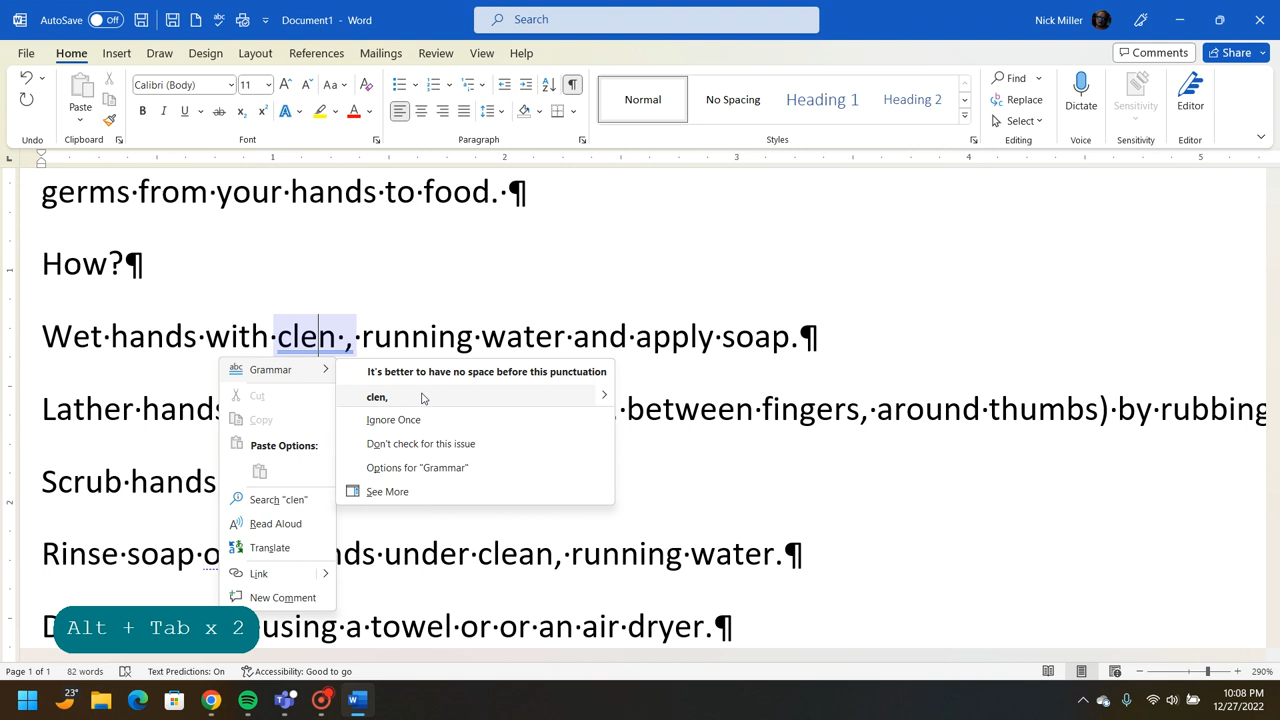 AutoSave Off Document1 - Word Search Nick Miller
File Home Insert Draw Design Layout References Mailings Review View Help Comments Share
Paste Calibri (Body) 11 Aa Normal No Spacing Heading 1 Heading 2 Find Replace Select Dictate Sensitivity Editor
Undo Clipboard Font Paragraph Styles Editing Voice Sensitivity Editor
1 2 3 4 5
germs·from·your·hands·to·food.·¶
How?¶
Wet·hands·with·clen·,·running·water·and·apply·soap.¶
Lather·hand between·fingers,·around·thumbs)·by·rubbing
Scrub·hands
Rinse·soap·o nds·under·clean,·running·water.¶
D using·a·towel·or·or·an·air·dryer.¶
Grammar
Cut
Copy
Paste Options:
Search "clen"
Read Aloud
Translate
Link
New Comment
It's better to have no space before this punctuation
clen,
Ignore Once
Don't check for this issue
Options for "Grammar"
See More
Alt + Tab x 2
Page 1 of 1 82 words Text Predictions: On Accessibility: Good to go 290%
23° 10:08 PM
12/27/2022